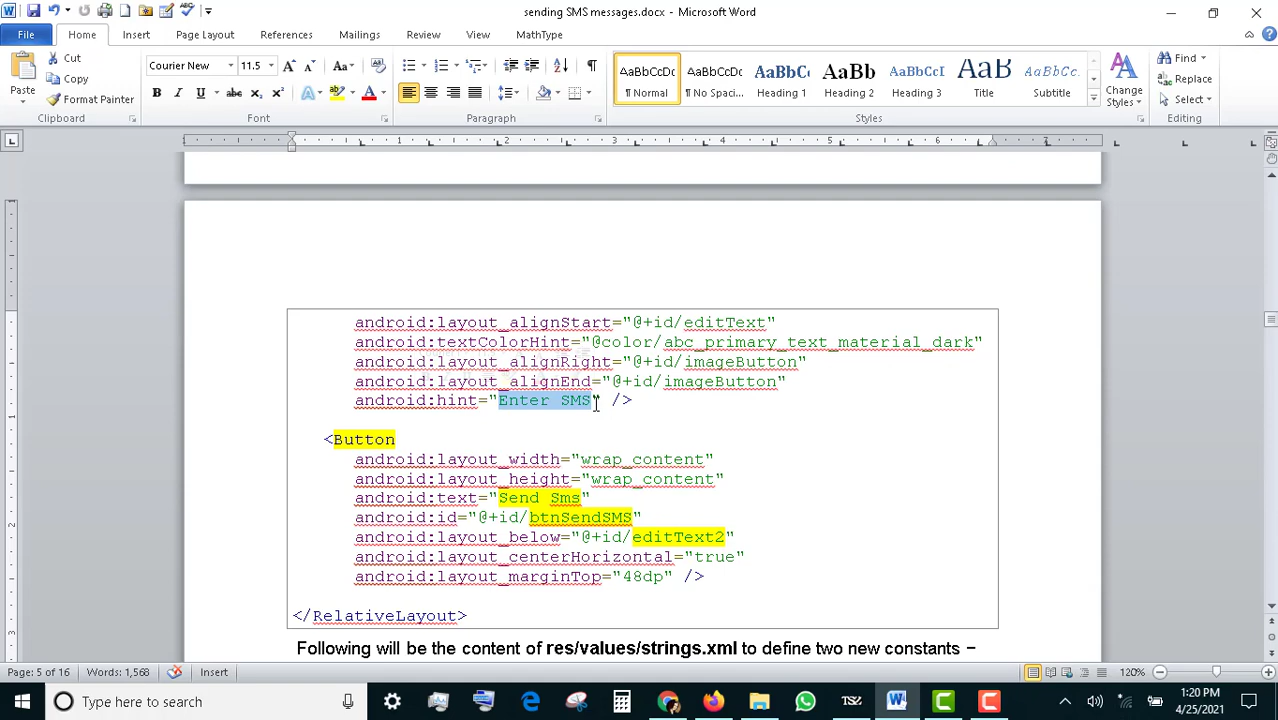 sending SMS messages.docx - Microsoft Word
File Home Insert Page Layout References Mailings Review View MathType
Paste Cut Copy Format Painter
Clipboard
Courier New 11.5
Font
Paragraph
AaBbCcDc AaBbCcDc AaBbCc AaBbCc AaBbCcI AaB AaBbCc.
¶ Normal ¶ No Spaci... Heading 1 Heading 2 Heading 3 Title Subtitle
Change Styles
Styles
Find Replace Select
Editing
android:layout_alignStart="@+id/editText"
android:textColorHint="@color/abc_primary_text_material_dark"
android:layout_alignRight="@+id/imageButton"
android:layout_alignEnd="@+id/imageButton"
android:hint="Enter SMS" />
<Button
android:layout_width="wrap_content"
android:layout_height="wrap_content"
android:text="Send Sms"
android:id="@+id/btnSendSMS"
android:layout_below="@+id/editText2"
android:layout_centerHorizontal="true"
android:layout_marginTop="48dp" />
</RelativeLayout>
Following will be the content of res/values/strings.xml to define two new constants −
Page: 5 of 16 Words: 1,568 Insert 120%
Type here to search
1:20 PM
4/25/2021